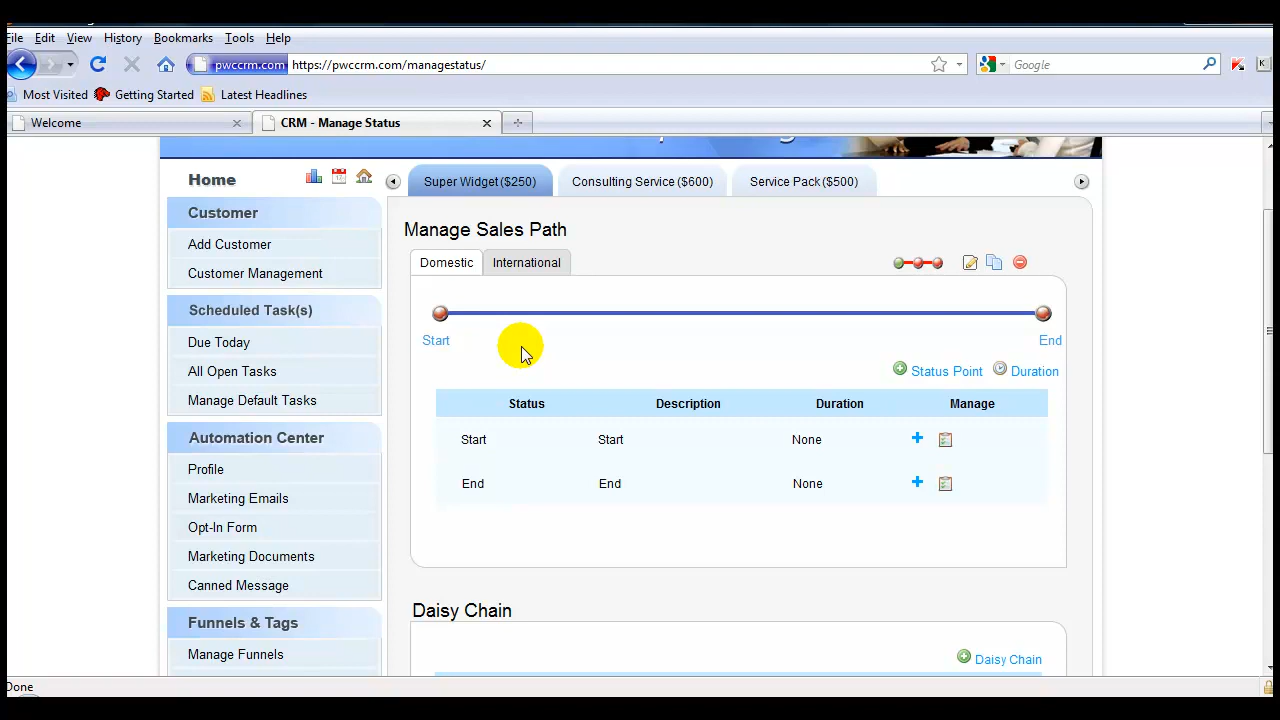 File Edit View History Bookmarks Tools Help
pwccrm.com https://pwccrm.com/managestatus/
Google
Most Visited Getting Started Latest Headlines
Welcome CRM - Manage Status
Home
Customer
Add Customer
Customer Management
Scheduled Task(s)
Due Today
All Open Tasks
Manage Default Tasks
Automation Center
Profile
Marketing Emails
Opt-In Form
Marketing Documents
Canned Message
Funnels & Tags
Manage Funnels
Super Widget ($250) Consulting Service ($600) Service Pack ($500)
Manage Sales Path
Domestic International
Start End
Status Point Duration
Status Description Duration Manage
Start Start None
End End None
Daisy Chain
Daisy Chain
Done